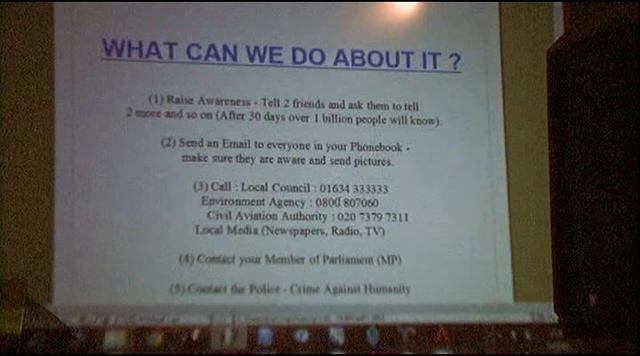 WHAT CAN WE DO ABOUT IT ?
(1) Raise Awareness - Tell 2 friends and ask them to tell
2 more and so on (After 30 days over 1 billion people will know).
(2) Send an Email to everyone in your Phonebook -
make sure they are aware and send pictures.
(3) Call : Local Council : 01634 333333
Environment Agency : 0800 807060
Civil Aviation Authority : 020 7379 7311
Local Media (Newspapers, Radio, TV)
(4) Contact your Member of Parliament (MP)
(5) Contact the Police - Crime Against Humanity